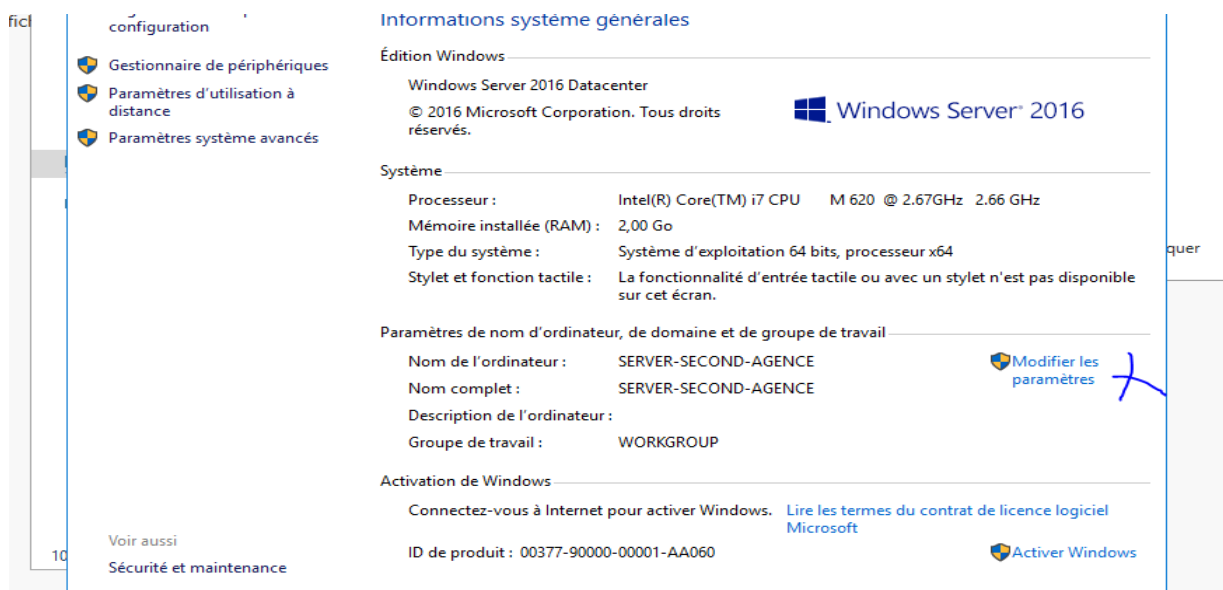 configuration
Informations système générales
Édition Windows
Gestionnaire de périphériques
Windows Server 2016 Datacenter
Paramètres d'utilisation à
distance
© 2016 Microsoft Corporation. Tous droits
réservés.
Windows Server® 2016
Paramètres système avancés
Système
Processeur :
Intel(R) Core(TM) i7 CPU M 620 @ 2.67GHz 2.66 GHz
Mémoire installée (RAM) :
2,00 Go
Type du système :
Système d'exploitation 64 bits, processeur x64
quer
Stylet et fonction tactile :
La fonctionnalité d'entrée tactile ou avec un stylet n'est pas disponible
sur cet écran.
Paramètres de nom d'ordinateur, de domaine et de groupe de travail
Nom de l'ordinateur :
SERVER-SECOND-AGENCE
Modifier les
paramètres
Nom complet :
SERVER-SECOND-AGENCE
Description de l'ordinateur :
Groupe de travail :
WORKGROUP
Activation de Windows
Connectez-vous à Internet pour activer Windows.
Lire les termes du contrat de licence logiciel
Microsoft
ID de produit : 00377-90000-00001-AA060
Activer Windows
Voir aussi
10
Sécurité et maintenance